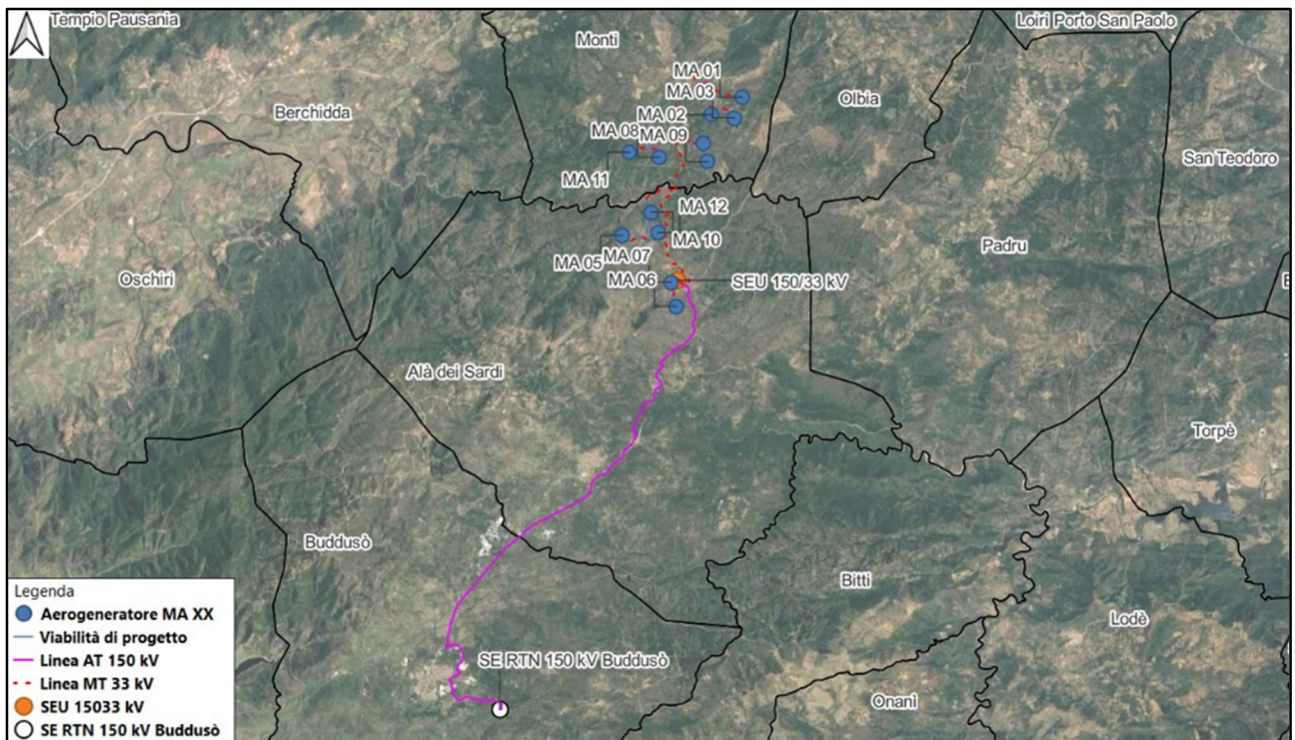 Tempio Pausania
Loiri Porto San Paolo
Monti
MA 01
MA 03
Olbia
Berchidda
MA 02
MA 08
MA 09
San Teodoro
MA 11
MA 12
MA 10
Padru
MA 07
MA 05
Oschiri
MA 06
SEU 150/33 kV
Alà dei Sardi
Torpè
Buddusò
Bitti
Lodè
SE RTN 150 kV Buddusò
Onanì
Legenda
Aerogeneratore MA XX
Viabilità di progetto
Linea AT 150 kV
Linea MT 33 kV
SEU 15033 kV
SE RTN 150 kV Buddusò